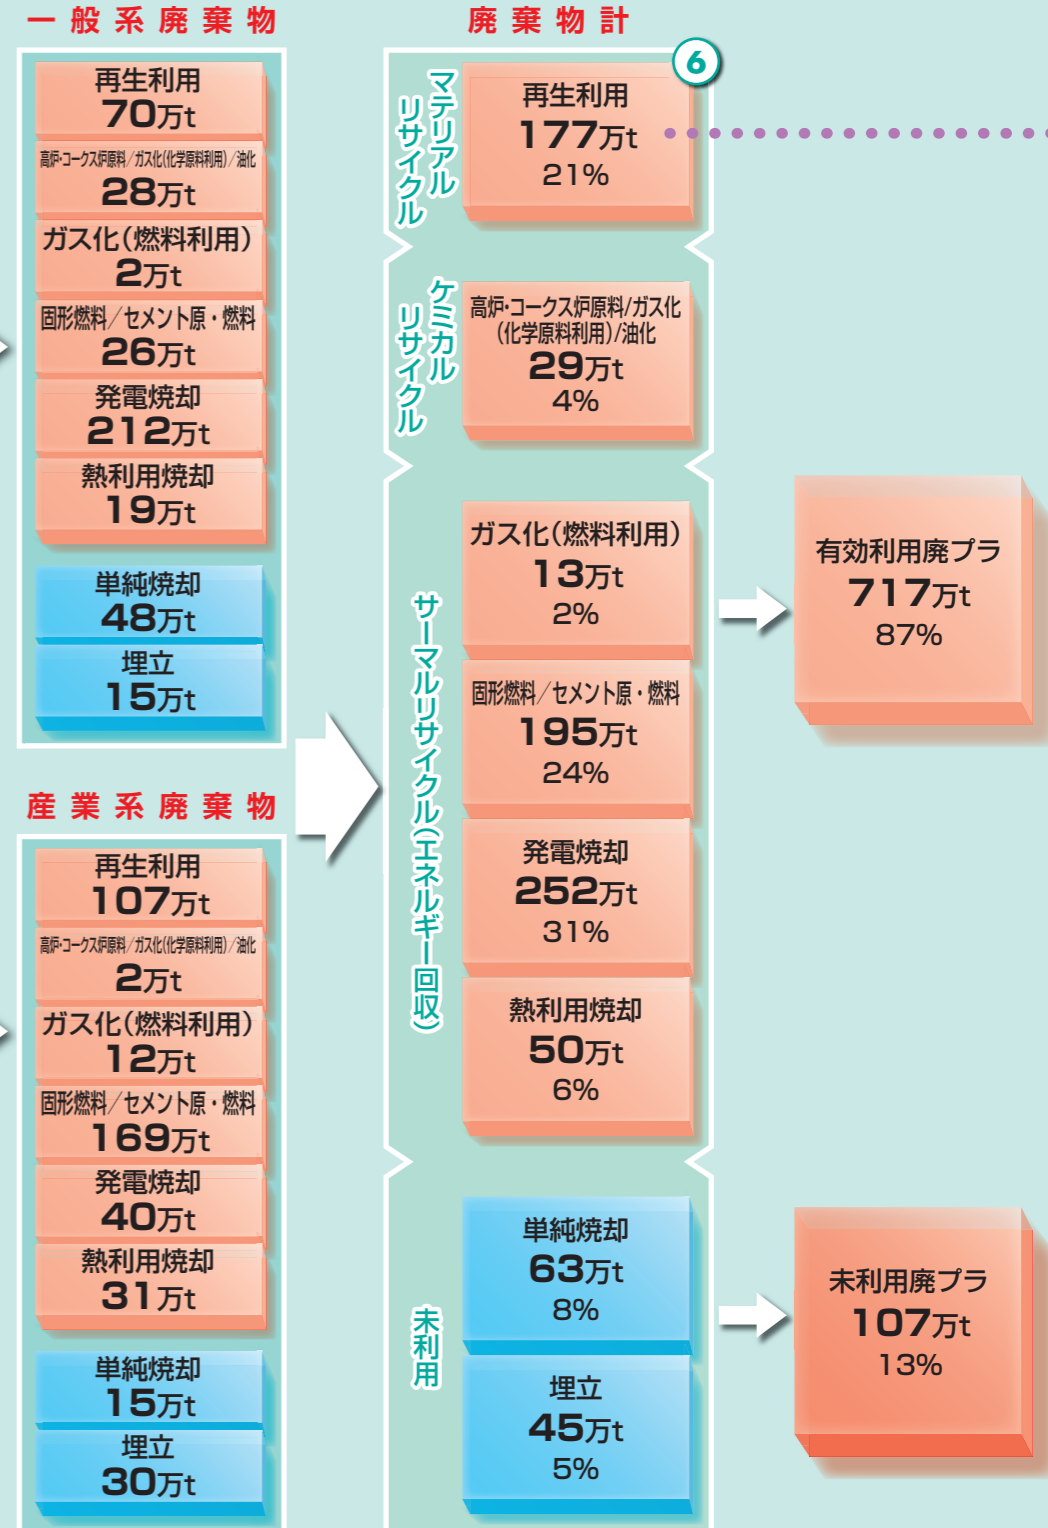 一般系廃棄物
再生利用
70万t
高炉・コークス炉原料/ガス化(化学原料利用)/油化
28万t
ガス化(燃料利用)
2万t
固形燃料/セメント原・燃料
26万t
発電焼却
212万t
熱利用焼却
19万t
単純焼却
48万t
埋立
15万t
産業系廃棄物
再生利用
107万t
高炉・コークス炉原料/ガス化(化学原料利用)/油化
2万t
ガス化(燃料利用)
12万t
固形燃料/セメント原・燃料
169万t
発電焼却
40万t
熱利用焼却
31万t
単純焼却
15万t
埋立
30万t
廃棄物計
6
マテリアル
リサイクル
再生利用
177万t
21%
ケミカル
リサイクル
高炉・コークス炉原料/ガス化
(化学原料利用)/油化
29万t
4%
サーマルリサイクル(エネルギー回収)
ガス化(燃料利用)
13万t
2%
固形燃料/セメント原・燃料
195万t
24%
発電焼却
252万t
31%
熱利用焼却
50万t
6%
未利用
単純焼却
63万t
8%
埋立
45万t
5%
有効利用廃プラ
717万t
87%
未利用廃プラ
107万t
13%